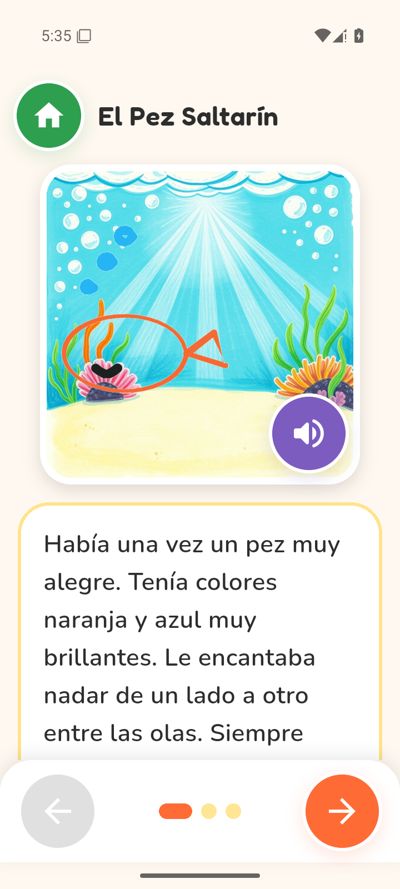 5:35
El Pez Saltarín
Había una vez un pez muy
alegre. Tenía colores
naranja y azul muy
brillantes. Le encantaba
nadar de un lado a otro
entre las olas. Siempre